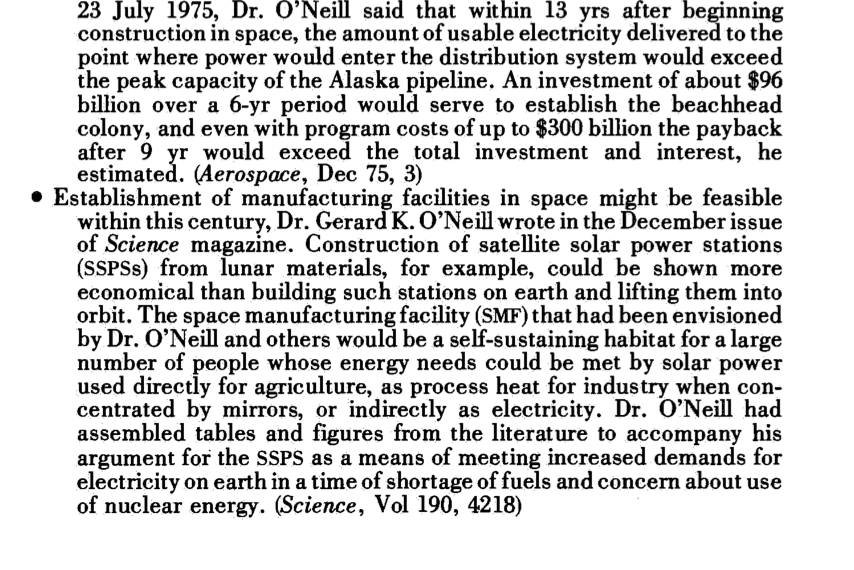 23 July 1975, Dr. O'Neill said that within 13 yrs after beginning
construction in space, the amount of usable electricity delivered to the
point where power would enter the distribution system would exceed
the peak capacity of the Alaska pipeline. An investment of about $96
billion over a 6-yr period would serve to establish the beachhead
colony, and even with program costs of up to $300 billion the payback
after 9 yr would exceed the total investment and interest, he
estimated. (Aerospace, Dec 75, 3)
• Establishment of manufacturing facilities in space might be feasible
within this century, Dr. Gerard K. O'Neill wrote in the December issue
of Science magazine. Construction of satellite solar power stations
(SSPSs) from lunar materials, for example, could be shown more
economical than building such stations on earth and lifting them into
orbit. The space manufacturing facility (SMF) that had been envisioned
by Dr. O'Neill and others would be a self-sustaining habitat for a large
number of people whose energy needs could be met by solar power
used directly for agriculture, as process heat for industry when con-
centrated by mirrors, or indirectly as electricity. Dr. O'Neill had
assembled tables and figures from the literature to accompany his
argument for the SSPS as a means of meeting increased demands for
electricity on earth in a time of shortage of fuels and concern about use
of nuclear energy. (Science, Vol 190, 4218)